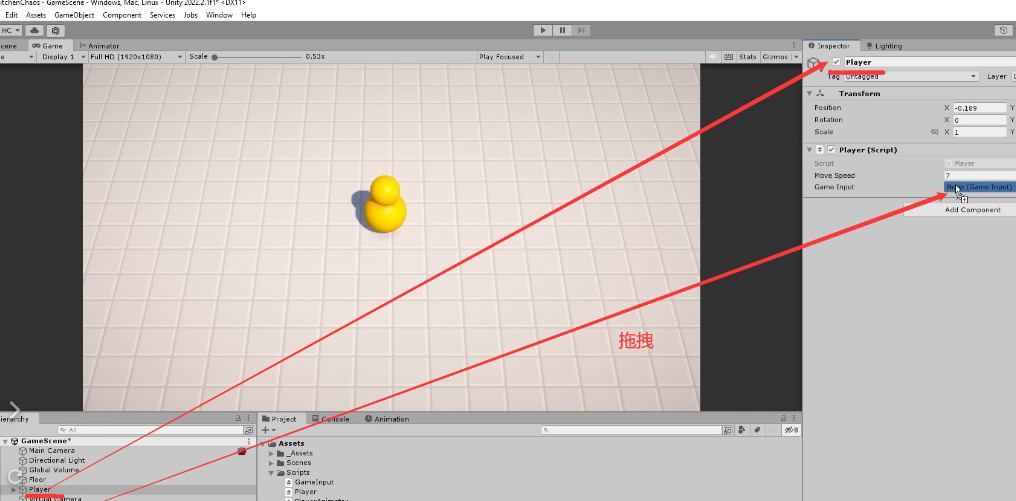 itchenChaos - GameScene - Windows, Mac, Linux - Unity 2022.2.1f1* <DX11>
Edit Assets GameObject Component Services Jobs Window Help
HC
cene Game Animator
Display 1 Full HD (1920x1080) Scale 0.53x Play Focused Stats Gizmos
Inspector Lighting
Player
Tag Untagged Layer
Transform
Position X -0.189 Y
Rotation X 0 Y
Scale X 1 Y
Player (Script)
Script Player
Move Speed 7
Game Input None (Game Input)
Add Component
拖拽
ierarchy
All
GameScene*
Main Camera
Directional Light
Global Volume
Floor
Player
Virtual Camera
Project Console Animation
8
Assets
_Assets
Scenes
Scripts
GameInput
Player
PlayerAnimator